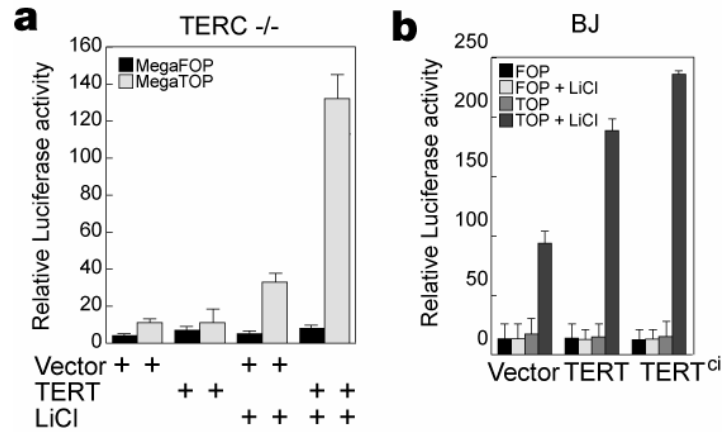 a
TERC -/-
Relative Luciferase activity
160
140
120
100
80
60
40
20
0
MegaFOP
MegaTOP
Vector + + + +
TERT + + + +
LiCl + + + +
b
BJ
Relative Luciferase activity
250
200
150
100
50
0
FOP
FOP + LiCl
TOP
TOP + LiCl
Vector TERT TERTci